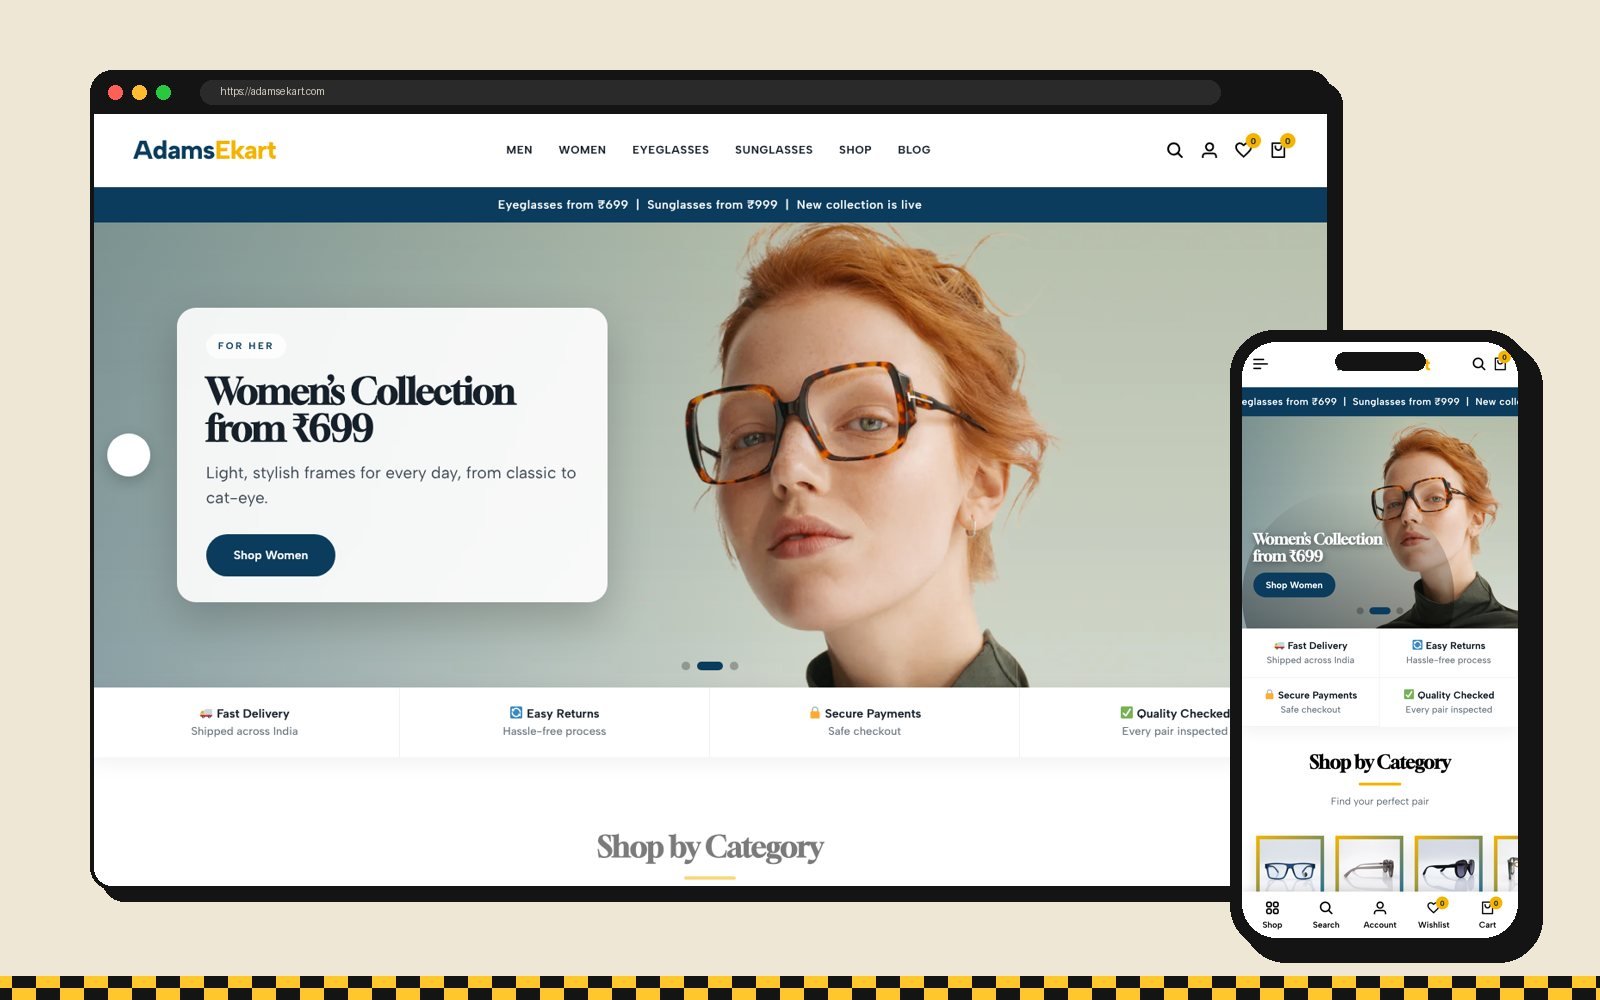 https://adamsekart.com
AdamsEkart
MEN WOMEN EYEGLASSES SUNGLASSES SHOP BLOG
0 0
Eyeglasses from ₹699 | Sunglasses from ₹999 | New collection is live
FOR HER
Women's Collection
from ₹699
Light, stylish frames for every day, from classic to
cat-eye.
Shop Women
Fast Delivery
Shipped across India
Easy Returns
Hassle-free process
Secure Payments
Safe checkout
Quality Checked
Every pair inspected
Shop by Category
t
0
eglasses from ₹699 | Sunglasses from ₹999 | New coll
Women's Collection
from ₹699
Shop Women
Fast Delivery
Shipped across India
Easy Returns
Hassle-free process
Secure Payments
Safe checkout
Quality Checked
Every pair inspected
Shop by Category
Find your perfect pair
0 0
Shop Search Account Wishlist Cart